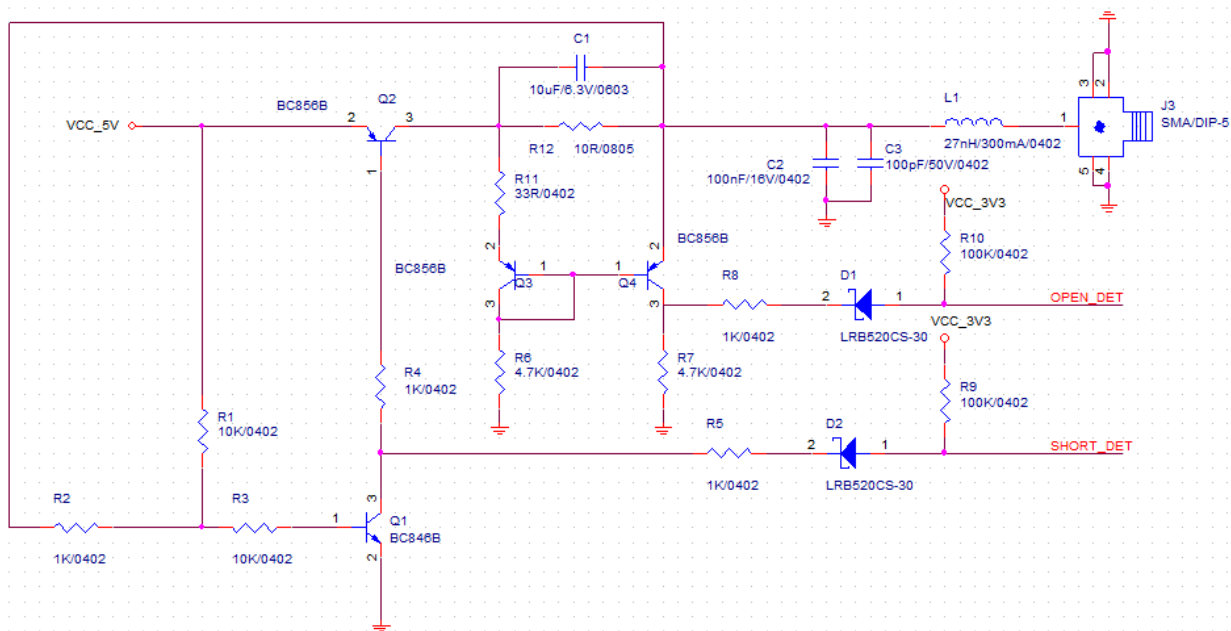 C1
10uF/6.3V/0603
BC856B
Q2
VCC_5V
2
3
1
R12
10R/0805
L1
27nH/300mA/0402
1
3
2
5
4
J3
SMA/DIP-5
C2
100nF/16V/0402
C3
100pF/50V/0402
R11
33R/0402
VCC_3V3
BC856B
2
2
BC856B
1
Q3
1
Q4
3
3
R8
1K/0402
D1
2
1
LRB520CS-30
R10
100K/0402
OPEN_DET
VCC_3V3
R4
1K/0402
R6
4.7K/0402
R7
4.7K/0402
R9
100K/0402
R1
10K/0402
R5
1K/0402
D2
2
1
LRB520CS-30
SHORT_DET
R2
1K/0402
R3
10K/0402
1
3
Q1
BC846B
2